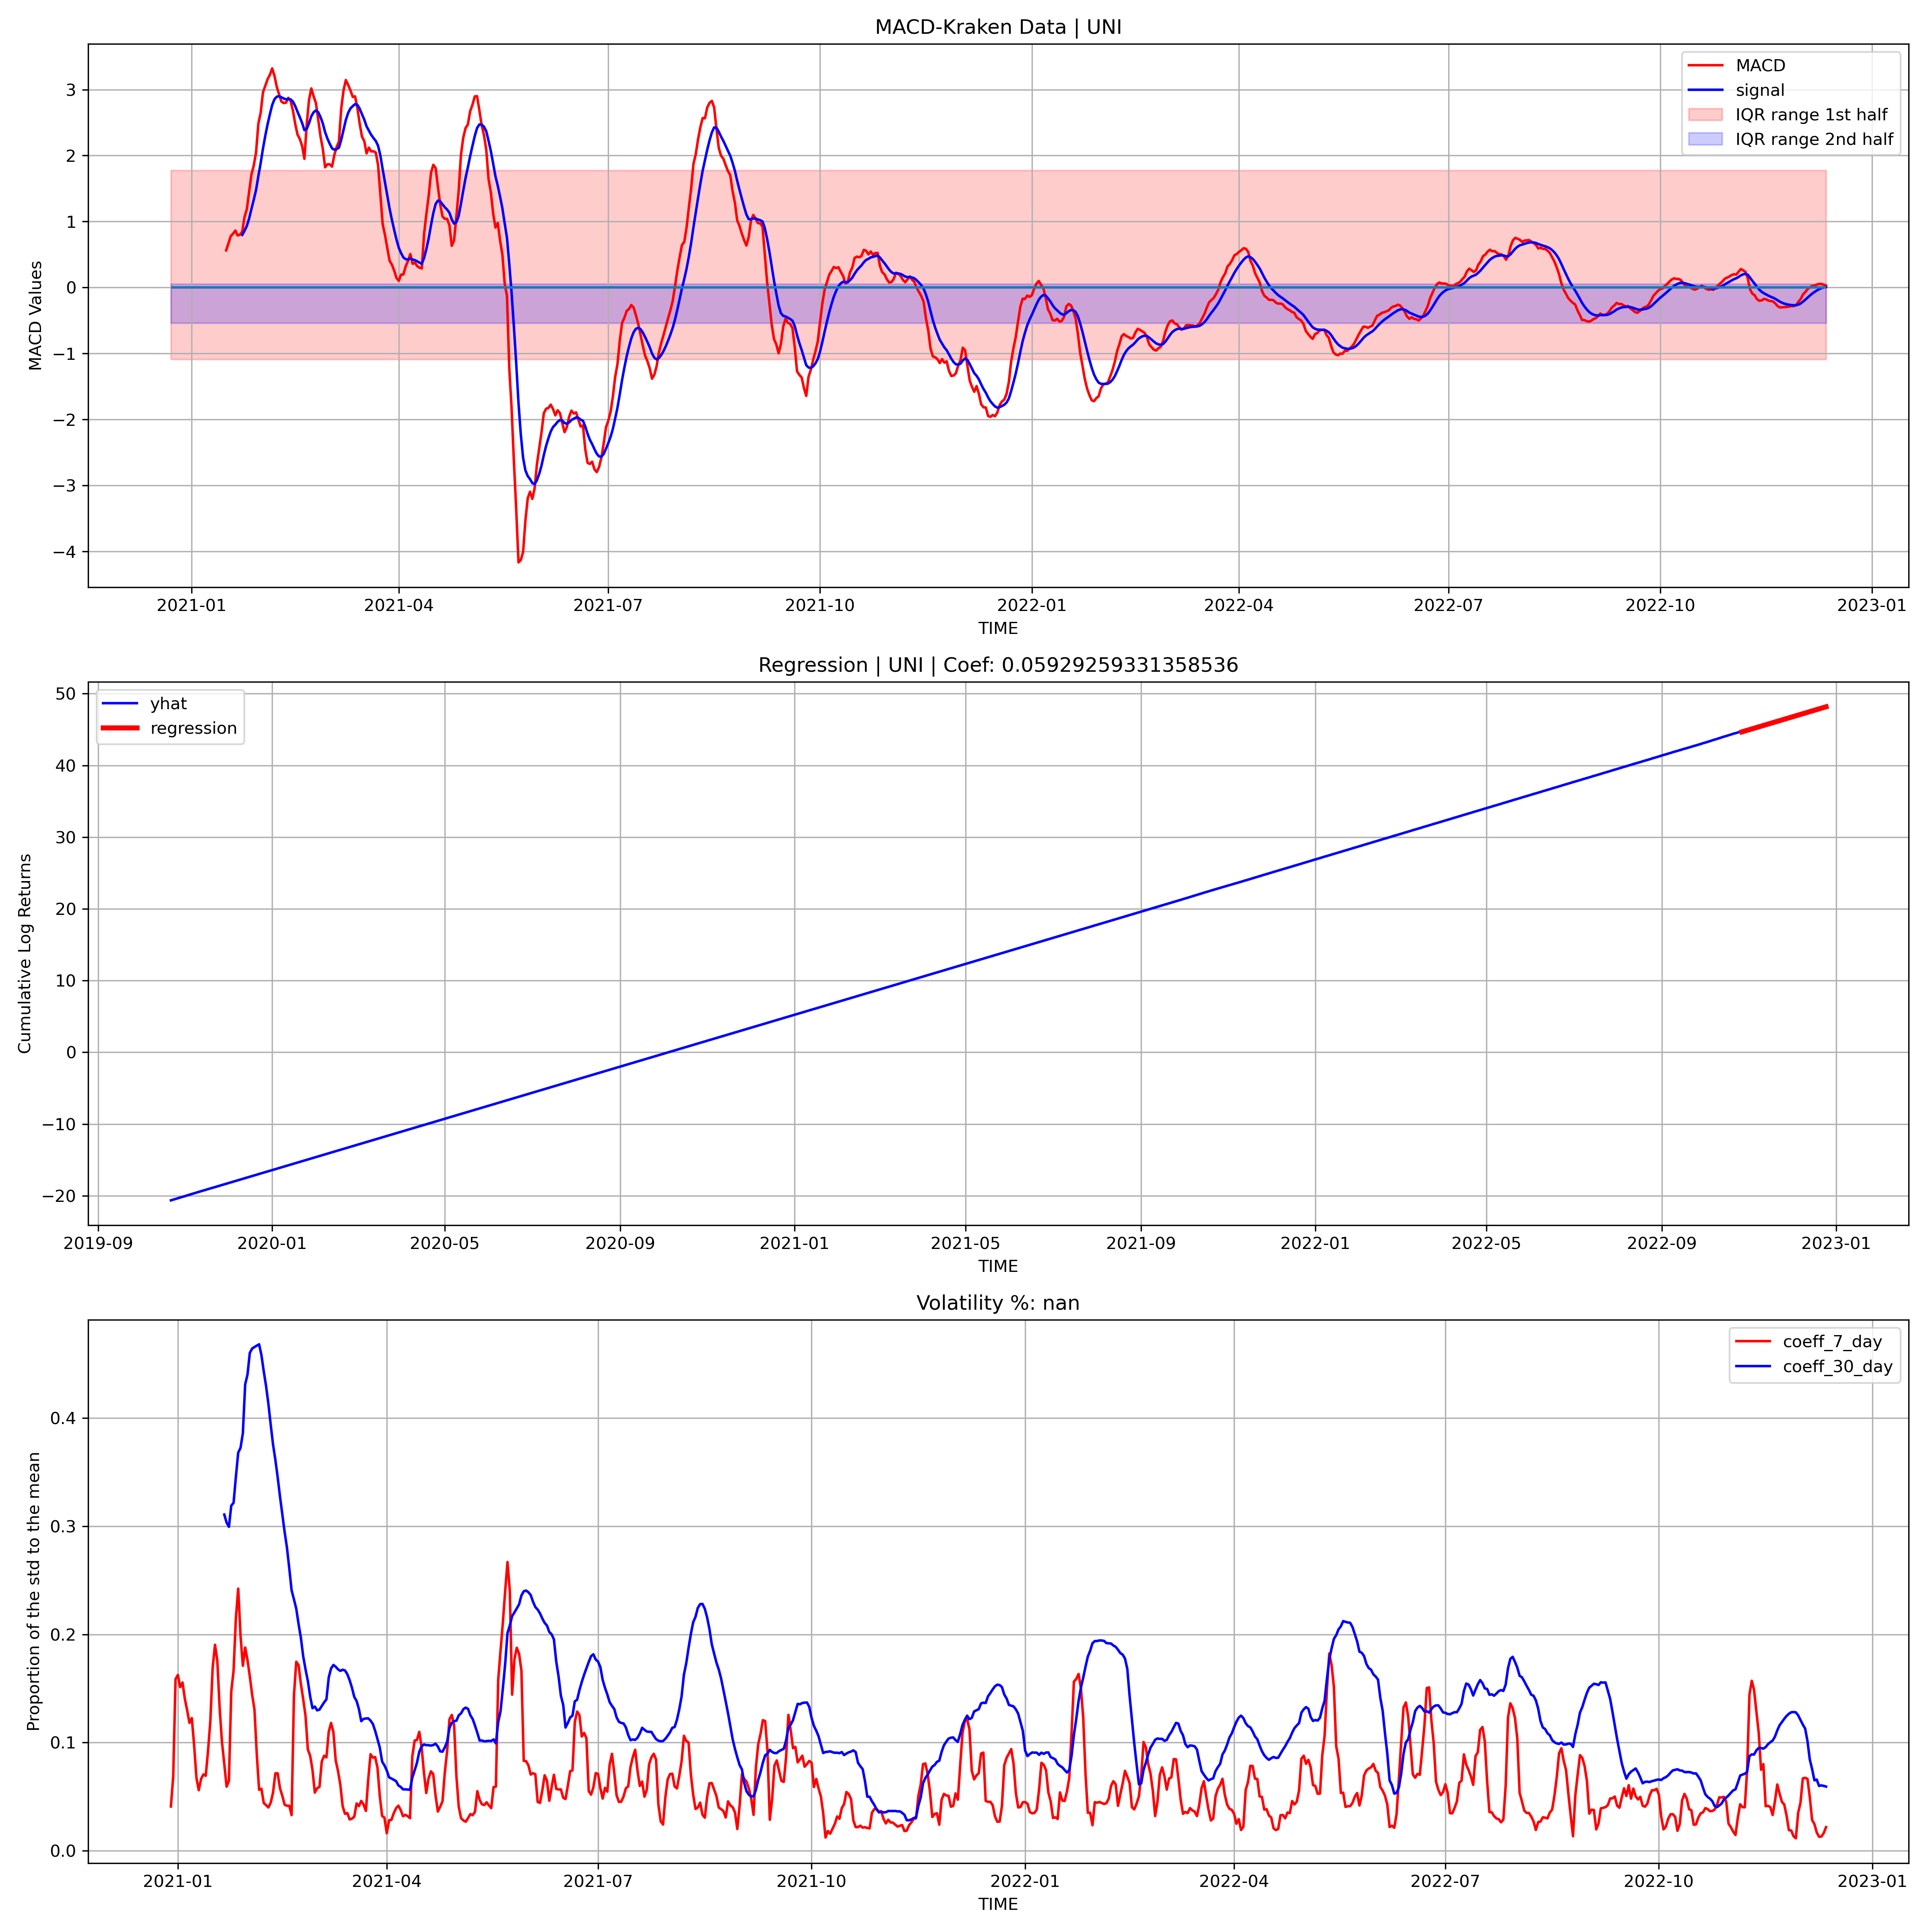 MACD-Kraken Data | UNI
MACD
signal
IQR range 1st half
IQR range 2nd half
MACD Values
3
2
1
0
−1
−2
−3
−4
2021-01 2021-04 2021-07 2021-10 2022-01 2022-04 2022-07 2022-10 2023-01
TIME
Regression | UNI | Coef: 0.05929259331358536
yhat
regression
Cumulative Log Returns
50
40
30
20
10
0
−10
−20
2019-09 2020-01 2020-05 2020-09 2021-01 2021-05 2021-09 2022-01 2022-05 2022-09 2023-01
TIME
Volatility %: nan
coeff_7_day
coeff_30_day
Proportion of the std to the mean
0.4
0.3
0.2
0.1
0.0
2021-01 2021-04 2021-07 2021-10 2022-01 2022-04 2022-07 2022-10 2023-01
TIME